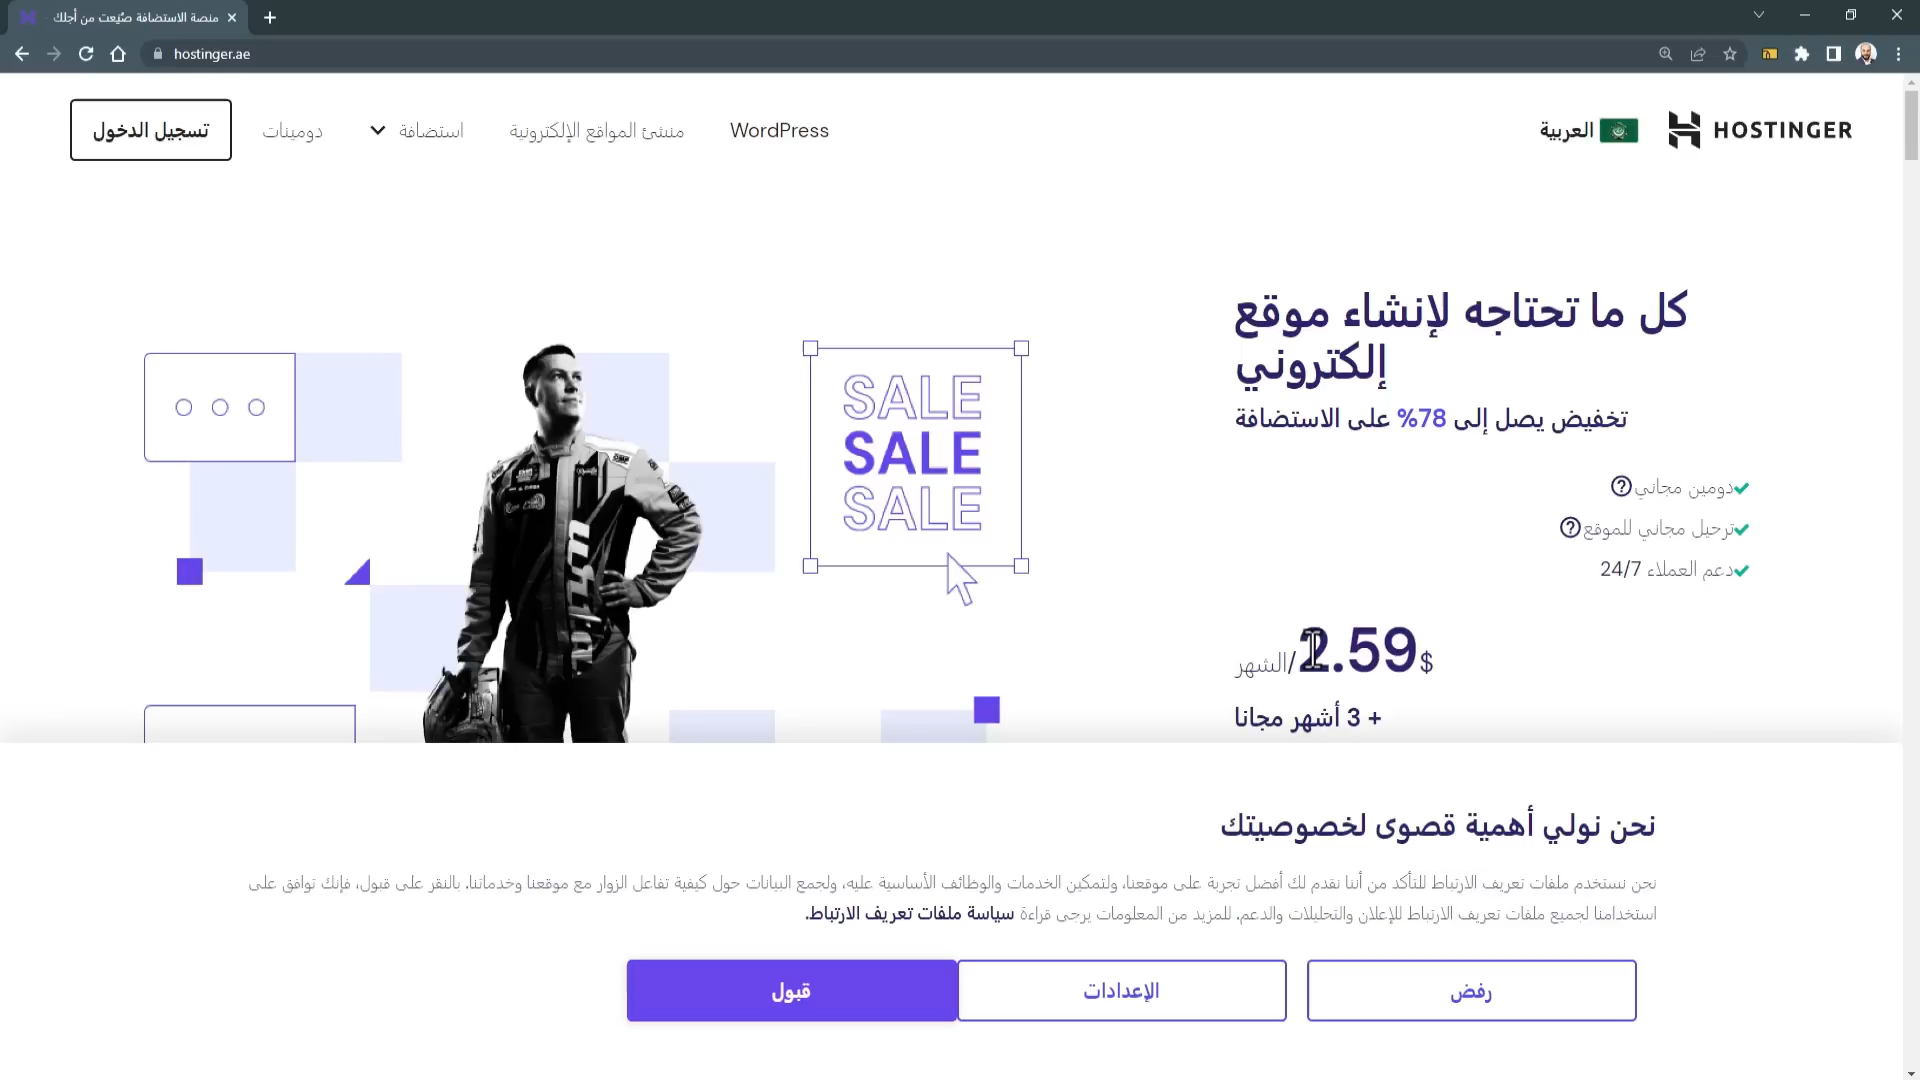 منصة الاستضافة صُنِعت من أجلك
hostinger.ae
HOSTINGER
العربية
WordPress
منشئ المواقع الإلكترونية
استضافة
دومينات
تسجيل الدخول
كل ما تحتاجه لإنشاء موقع
إلكتروني
تخفيض يصل إلى 78% على الاستضافة
دومين مجاني
ترحيل مجاني للموقع
دعم العملاء 24/7
$2.59/الشهر
+ 3 أشهر مجانا
SALE
SALE
SALE
نحن نولي أهمية قصوى لخصوصيتك
نحن نستخدم ملفات تعريف الارتباط للتأكد من أننا نقدم لك أفضل تجربة على موقعنا، ولتمكين الخدمات والوظائف الأساسية عليه، ولجمع البيانات حول كيفية تفاعل الزوار مع موقعنا وخدماتنا. بالنقر على قبول، فإنك توافق على
استخدامنا لجميع ملفات تعريف الارتباط للإعلان والتحليلات والدعم. للمزيد من المعلومات يرجى قراءة سياسة ملفات تعريف الارتباط.
رفض
الإعدادات
قبول